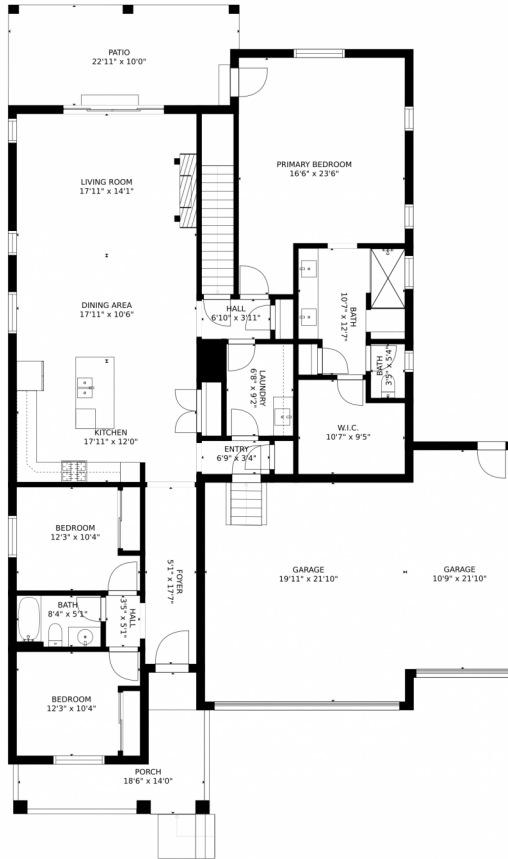 PATIO
22'11" x 10'0"
PRIMARY BEDROOM
16'6" x 23'6"
LIVING ROOM
17'11" x 14'1"
DINING AREA
17'11" x 10'6"
HALL
6'10" x 3'11"
BATH
10'7" x 12'7"
BATH
3'5" x 5'4"
LAUNDRY
6'8" x 9'2"
W.I.C.
10'7" x 9'5"
KITCHEN
17'11" x 12'0"
ENTRY
6'9" x 3'4"
BEDROOM
12'3" x 10'4"
FOYER
5'1" x 17'7"
GARAGE
19'11" x 21'10"
GARAGE
10'9" x 21'10"
BATH
8'4" x 5'1"
HALL
3'5" x 5'1"
BEDROOM
12'3" x 10'4"
PORCH
18'6" x 14'0"